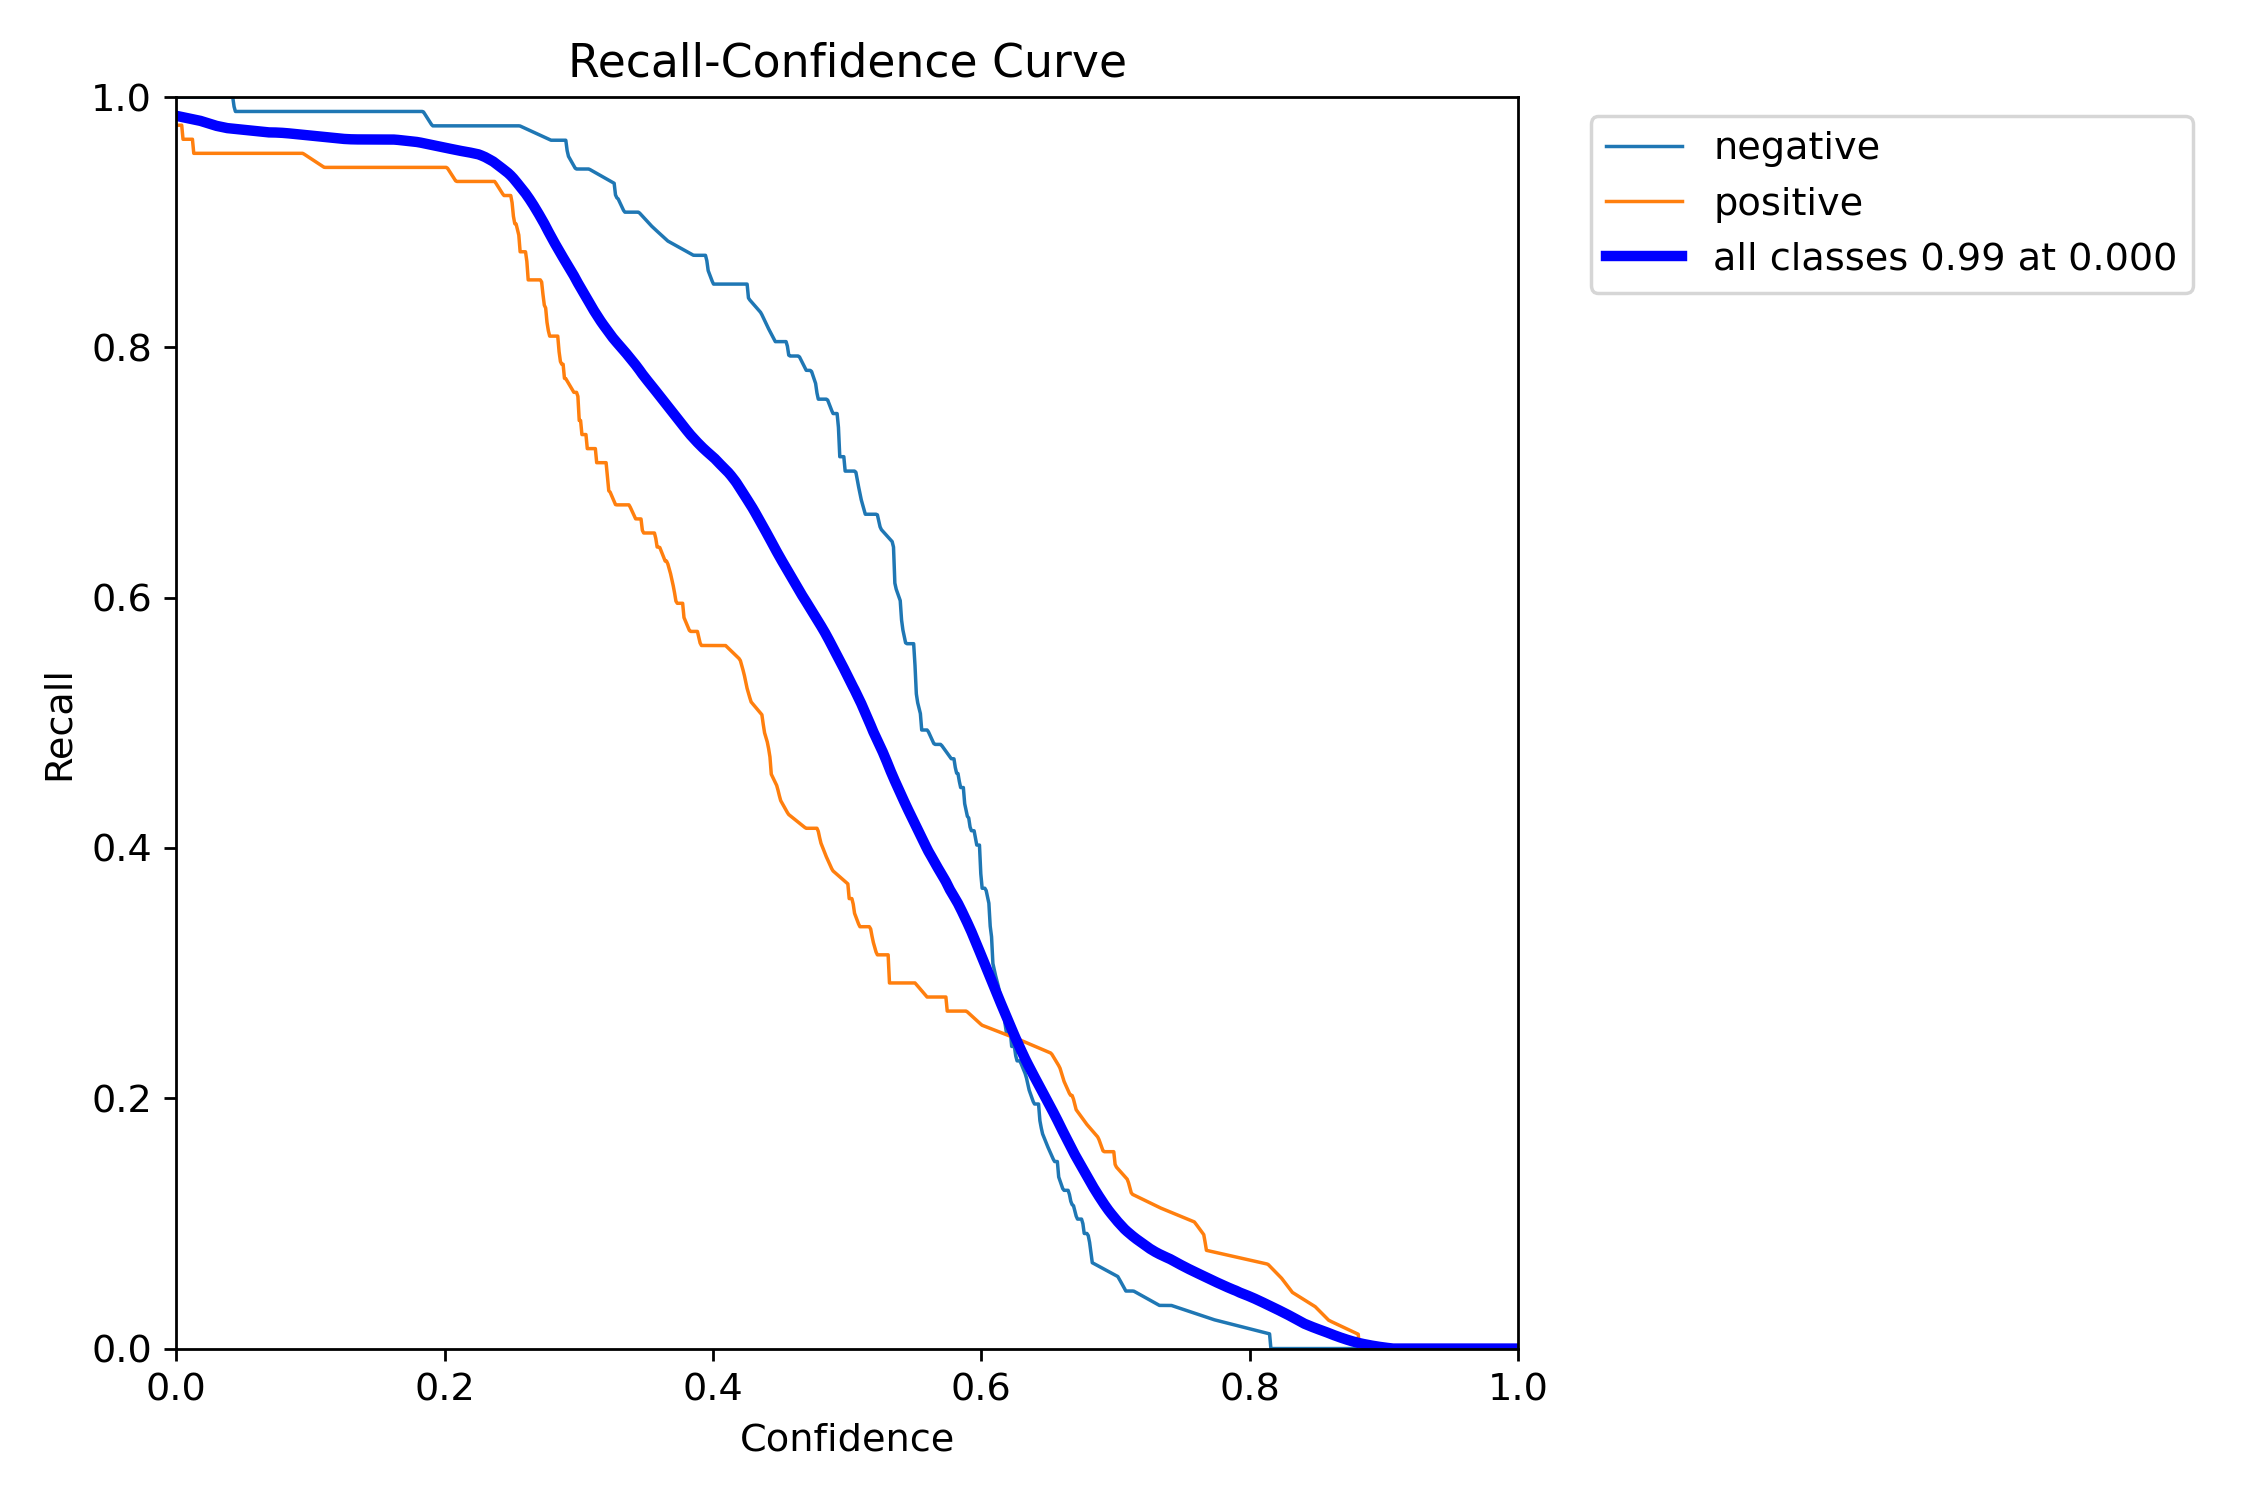 Recall-Confidence Curve
1.0
0.8
0.6
0.4
0.2
0.0
Recall
0.0 0.2 0.4 0.6 0.8 1.0
Confidence
negative
positive
all classes 0.99 at 0.000